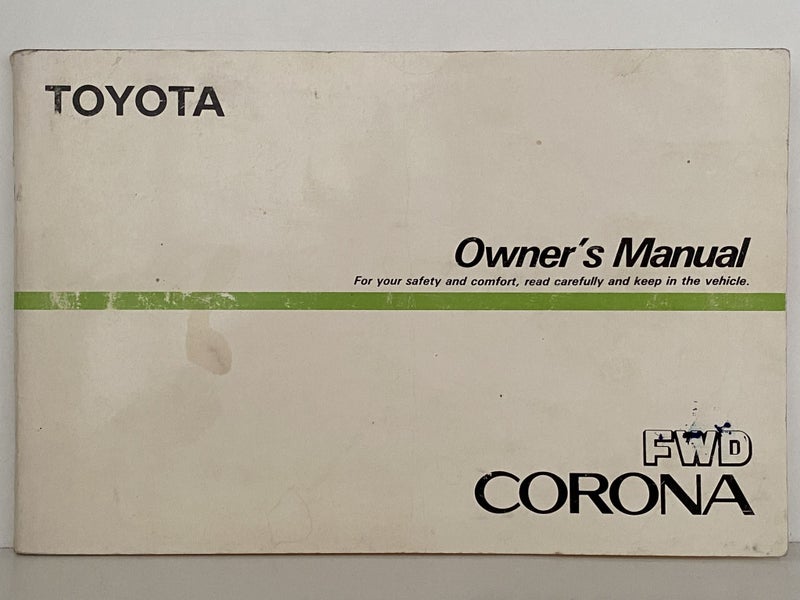 TOYOTA
Owner's Manual
For your safety and comfort, read carefully and keep in the vehicle.
FWD
CORONA